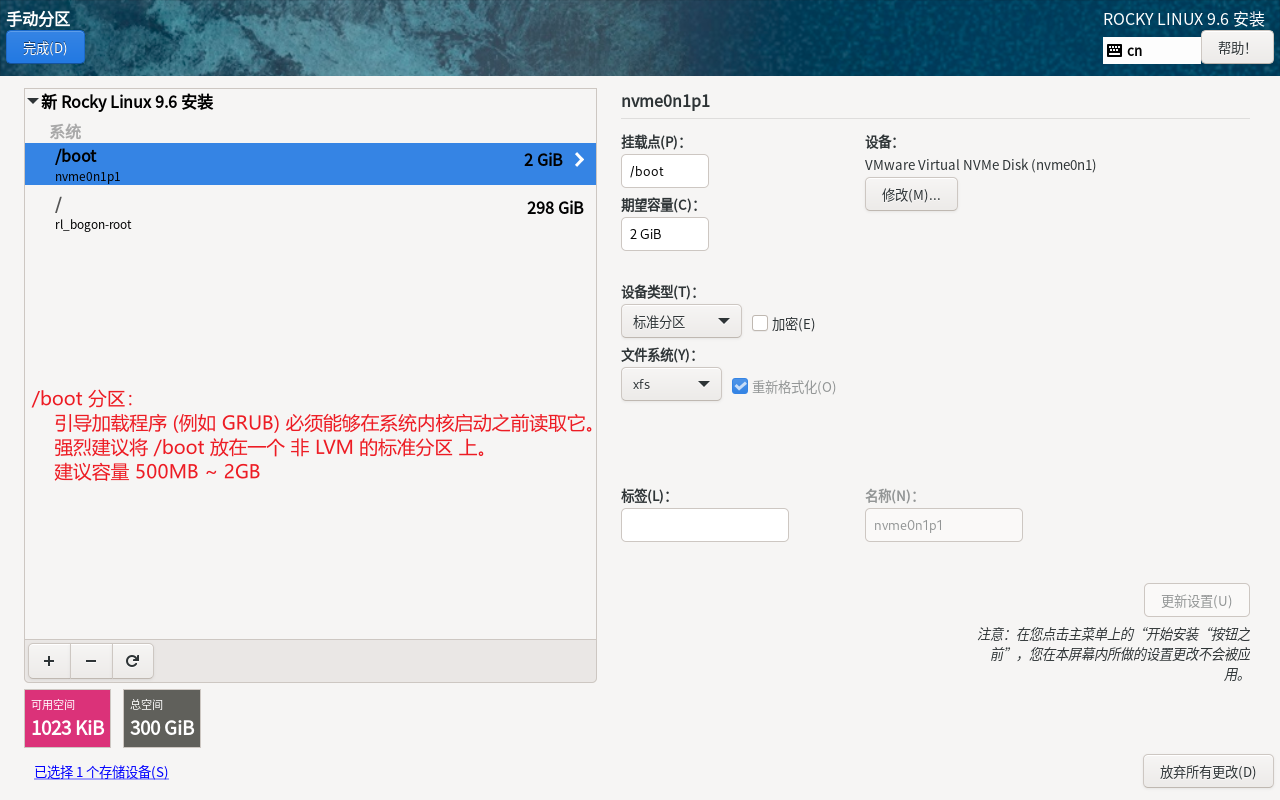 手动分区
ROCKY LINUX 9.6 安装
完成(D)
cn
帮助！
新 Rocky Linux 9.6 安装
系统
/boot
2 GiB
nvme0n1p1
/
298 GiB
rl_bogon-root
/boot 分区：
引导加载程序 (例如 GRUB) 必须能够在系统内核启动之前读取它。
强烈建议将 /boot 放在一个 非 LVM 的标准分区 上。
建议容量 500MB ~ 2GB
可用空间
1023 KiB
总空间
300 GiB
已选择 1 个存储设备(S)
nvme0n1p1
挂载点(P)：
/boot
设备：
VMware Virtual NVMe Disk (nvme0n1)
修改(M)...
期望容量(C)：
2 GiB
设备类型(T)：
标准分区
加密(E)
文件系统(Y)：
xfs
重新格式化(O)
标签(L)：
名称(N)：
nvme0n1p1
更新设置(U)
注意：在您点击主菜单上的“开始安装“按钮之
前”，您在本屏幕内所做的设置更改不会被应
用。
放弃所有更改(D)